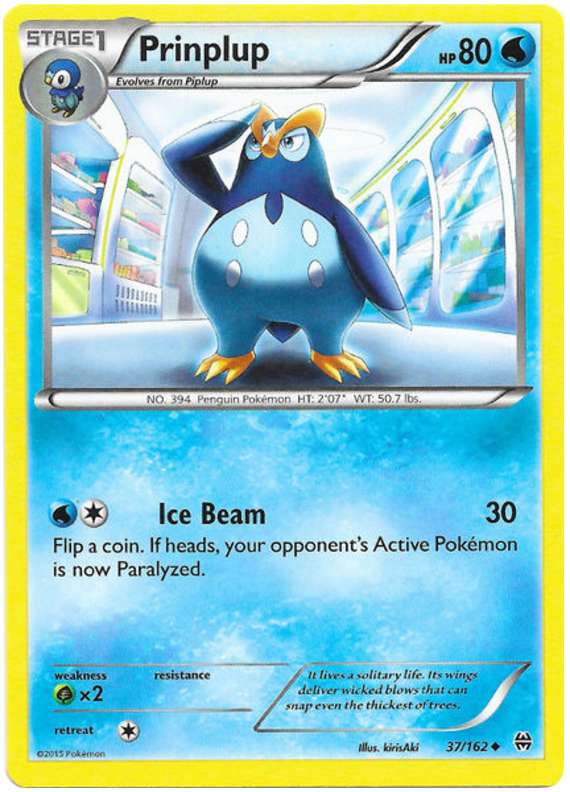 STAGE1
Prinplup
HP 80
Evolves from Piplup
NO. 394 Penguin Pokémon HT: 2'07" WT: 50.7 lbs.
Ice Beam 30
Flip a coin. If heads, your opponent's Active Pokémon
is now Paralyzed.
weakness resistance
×2
It lives a solitary life. Its wings
deliver wicked blows that can
snap even the thickest of trees.
retreat
©2015 Pokémon
Illus. kirisAki
37/162